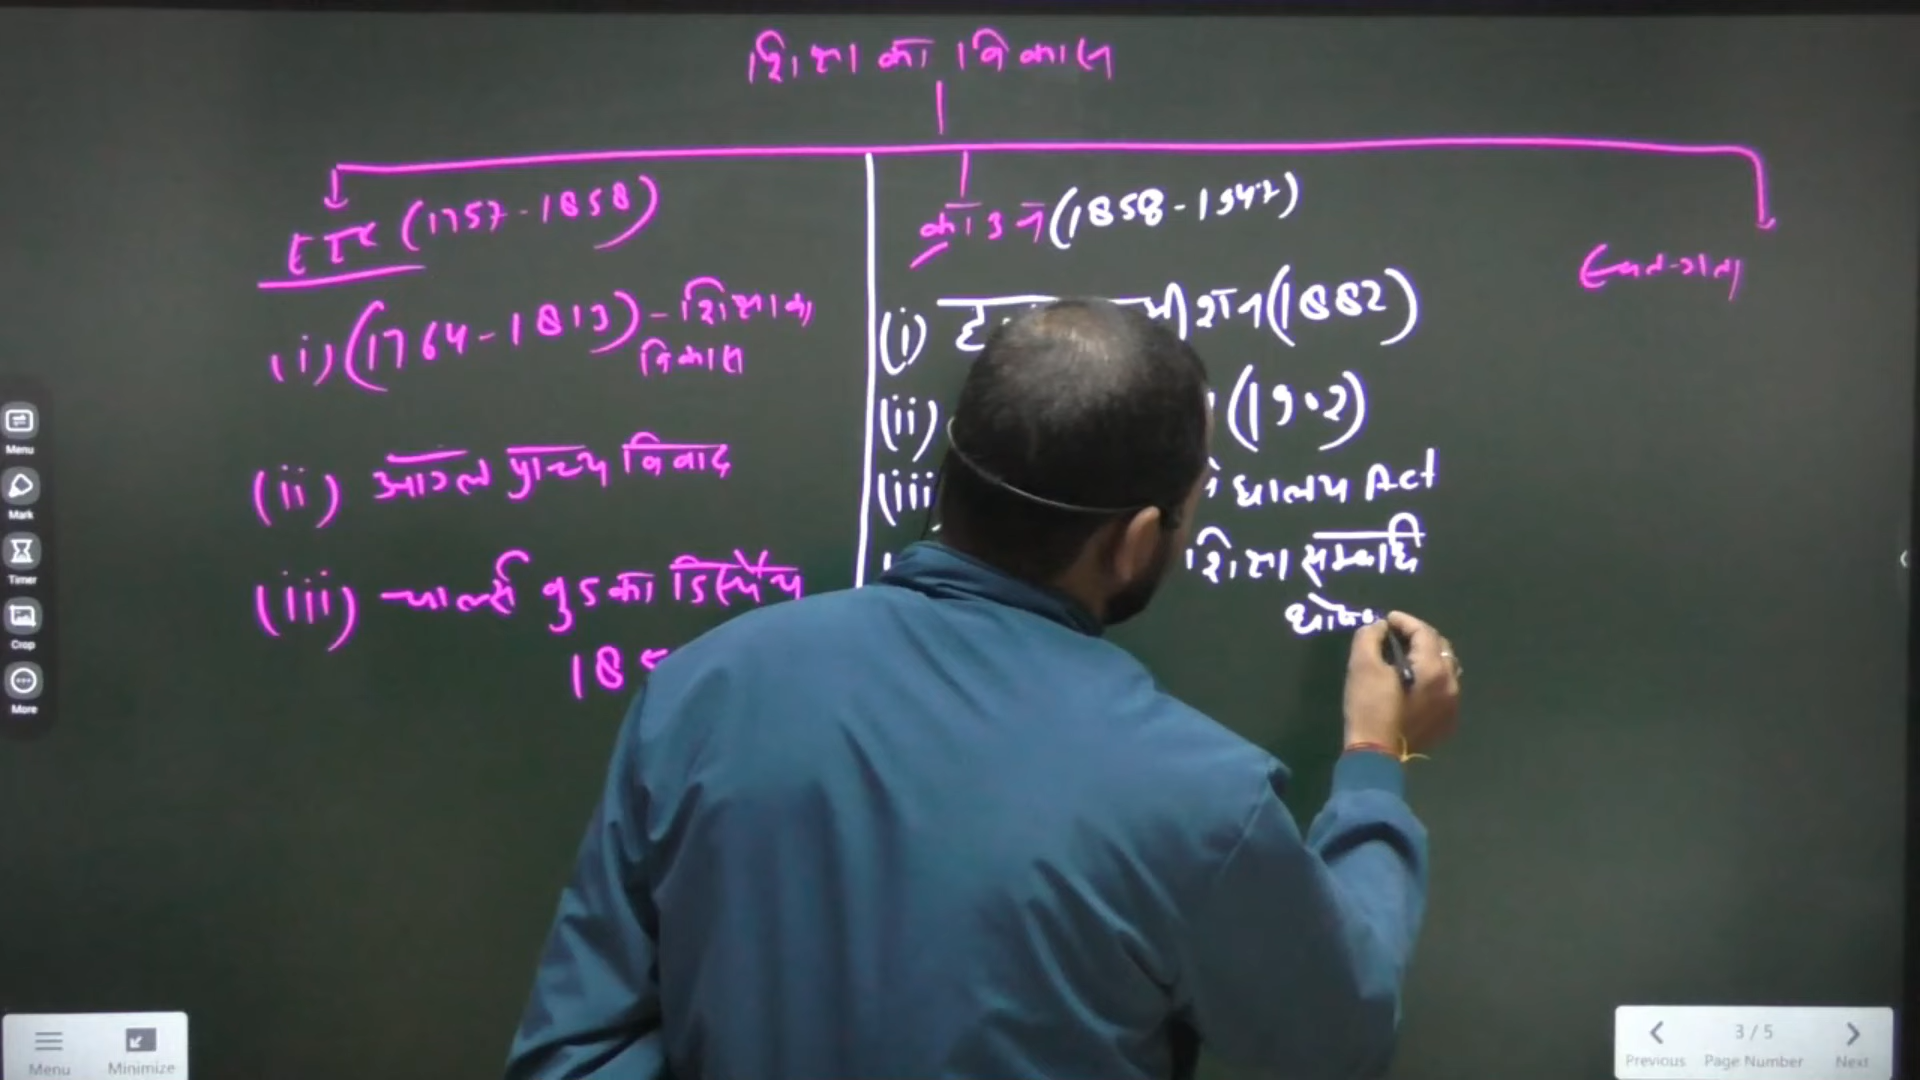 शिक्षा का विकास
EIC (1757-1858)
(i) (1764-1813) - शिक्षा का
विकास
(ii) आंग्ल प्राच्य विवाद
(iii) चार्ल्स वुड का डिस्पैच
18
क्राउन (1858-1947)
(i) (1882)
(ii) (1902)
(iii) Act
शिक्षा सम्बन्धि
स्वतन्त्रता
Menu
Mark
Timer
Crop
More
Menu
Minimize
3 / 5
Previous Page Number Next